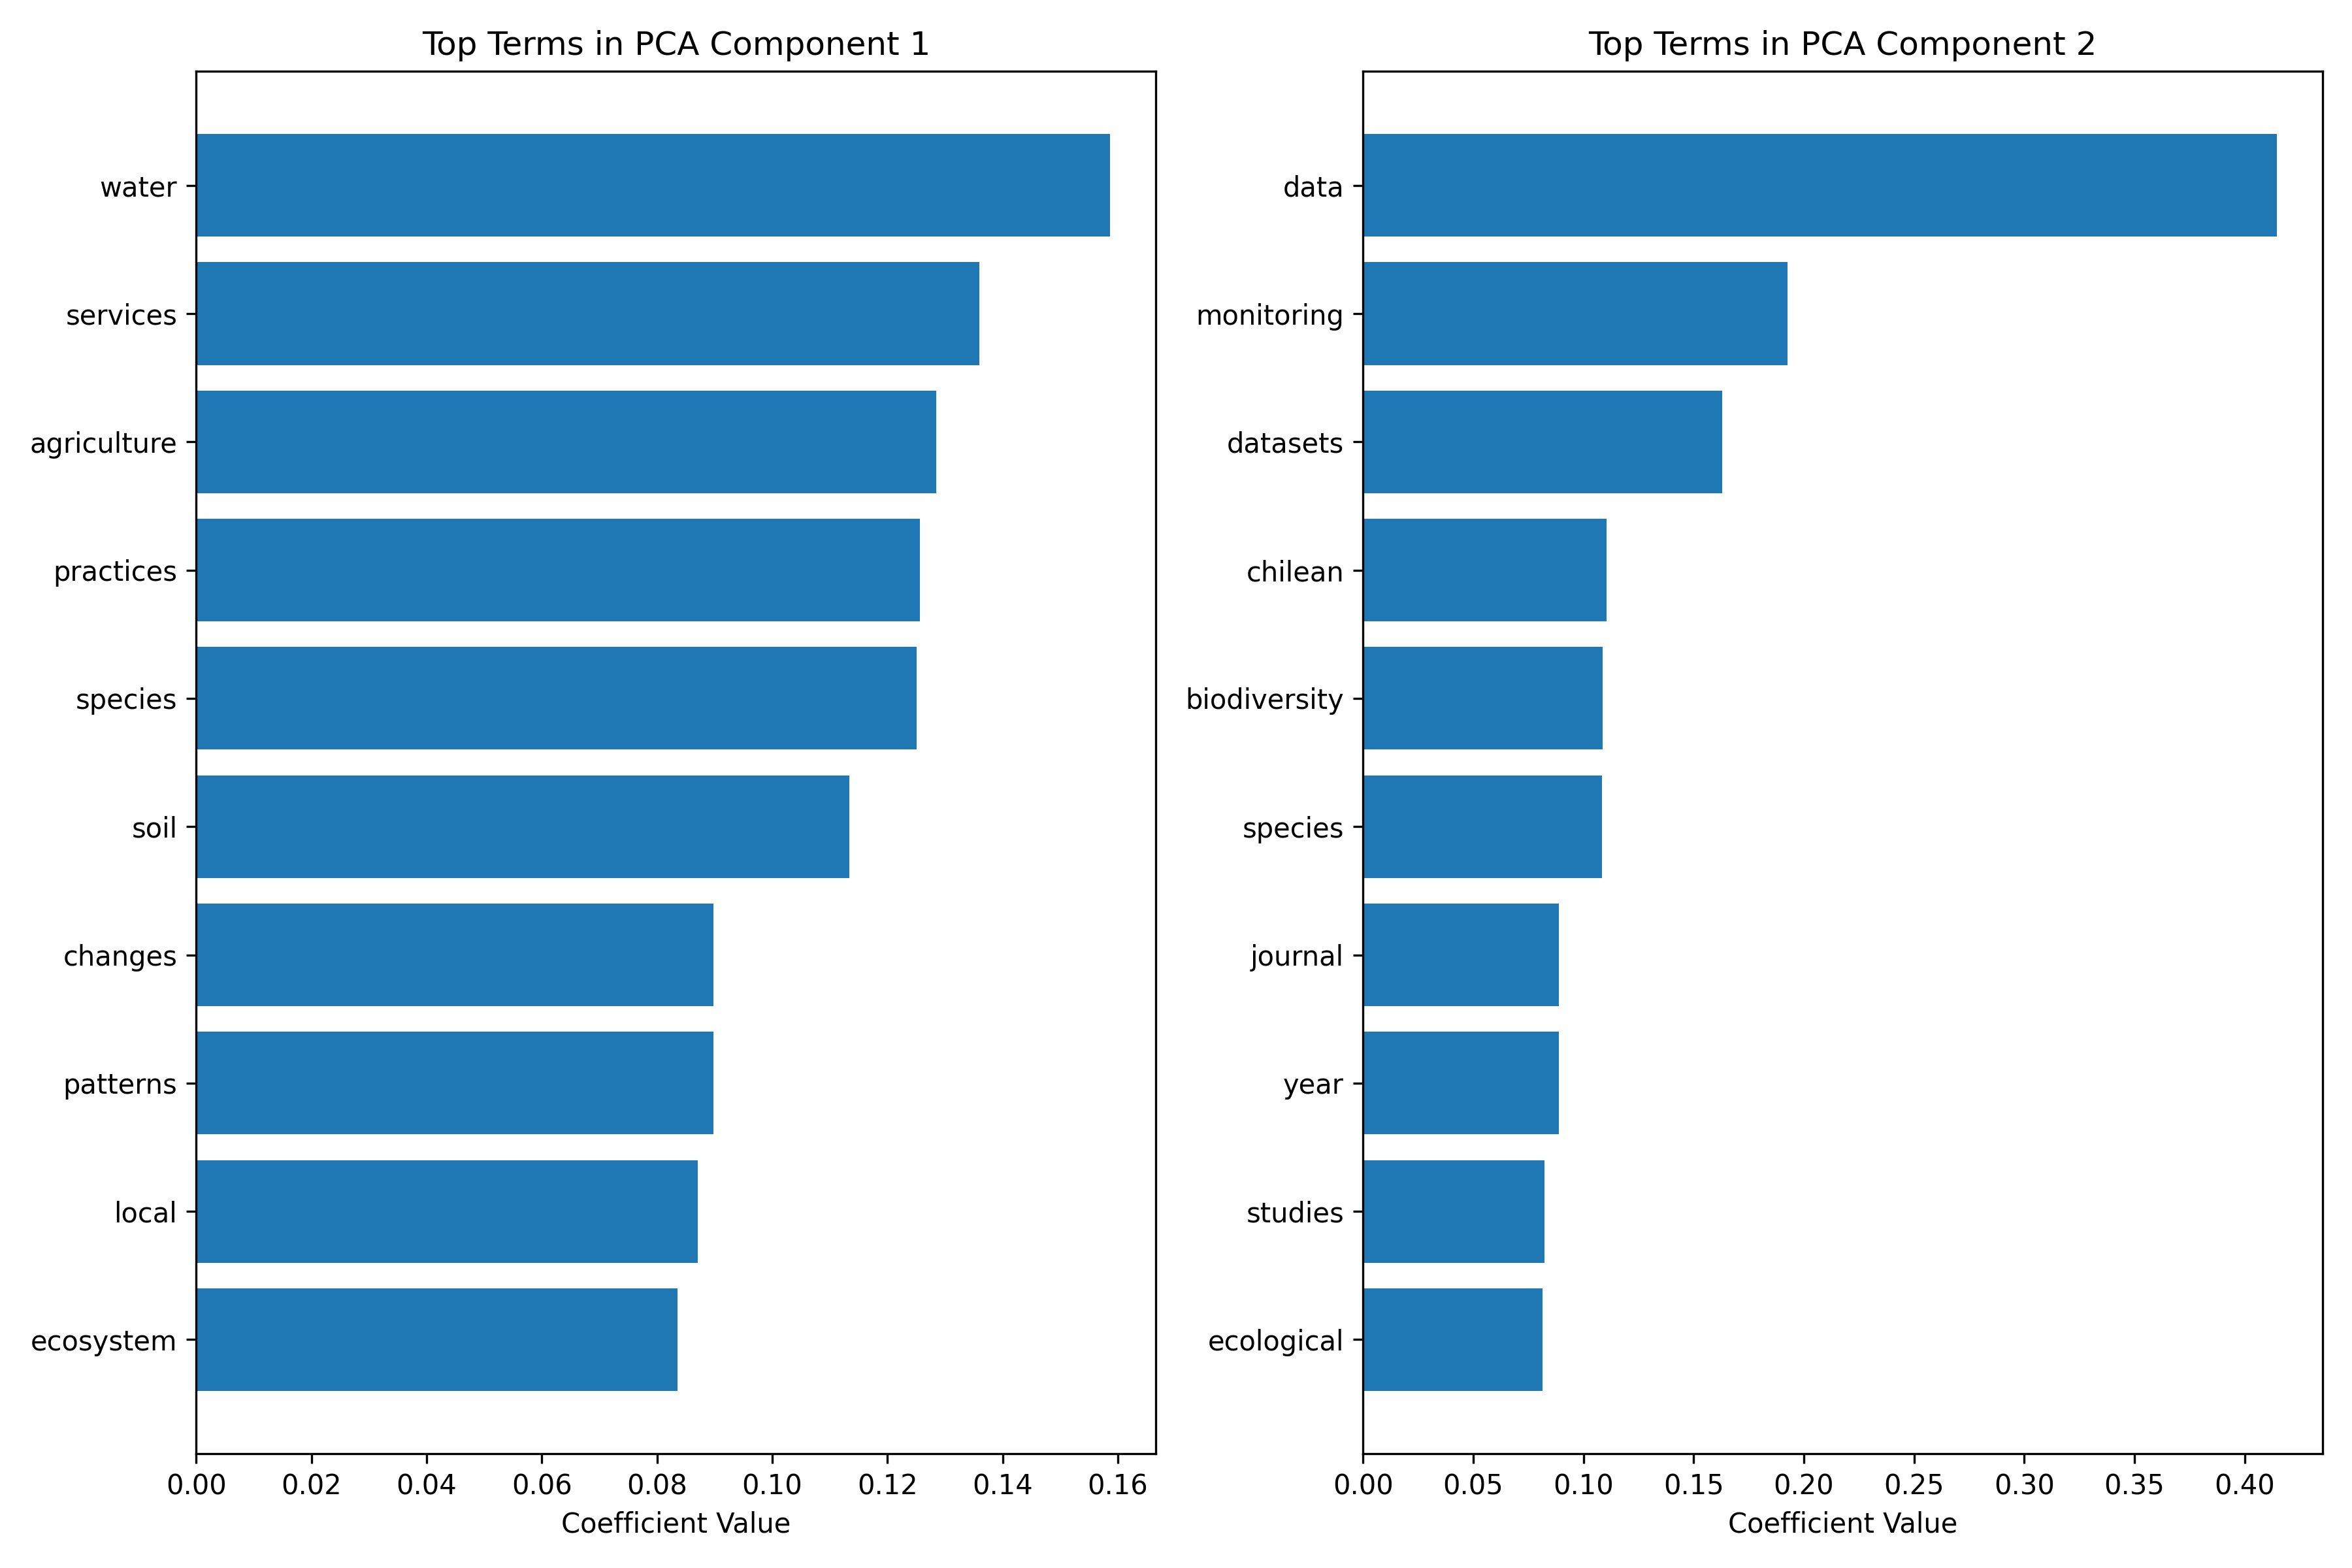 Top Terms in PCA Component 1
water
services
agriculture
practices
species
soil
changes
patterns
local
ecosystem
0.00 0.02 0.04 0.06 0.08 0.10 0.12 0.14 0.16
Coefficient Value
Top Terms in PCA Component 2
data
monitoring
datasets
chilean
biodiversity
species
journal
year
studies
ecological
0.00 0.05 0.10 0.15 0.20 0.25 0.30 0.35 0.40
Coefficient Value